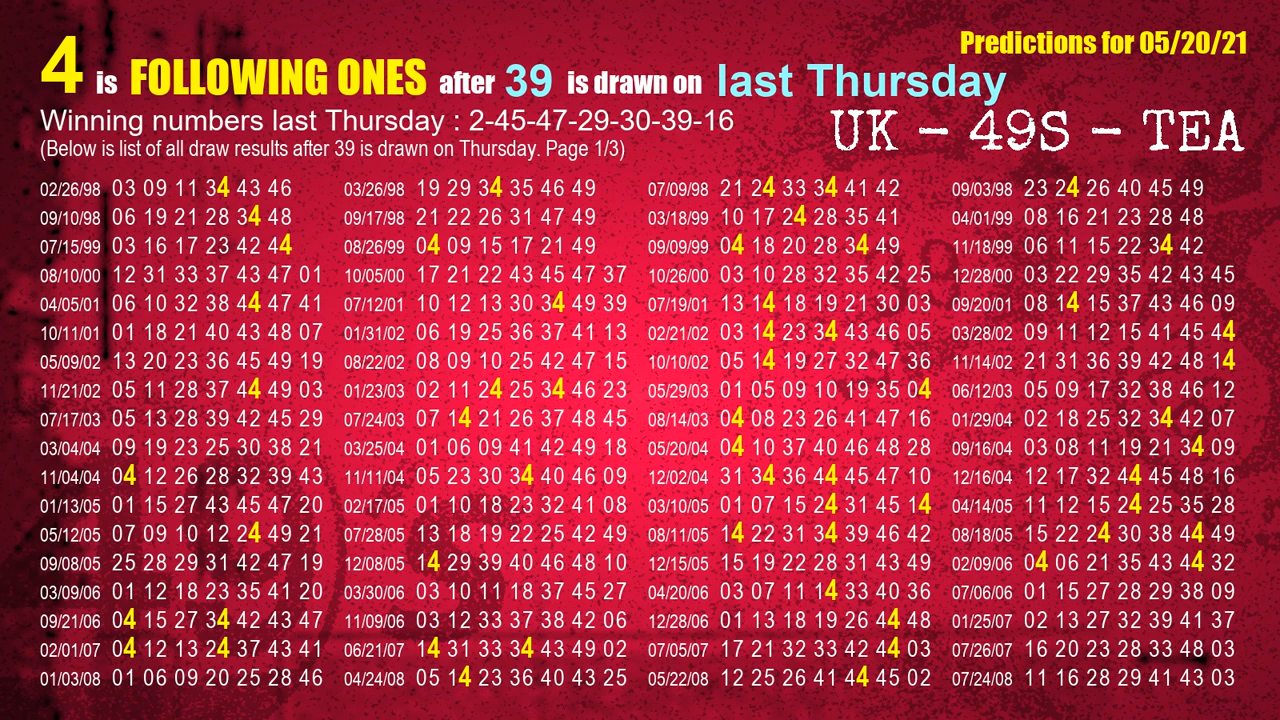 Predictions for 05/20/21
4 is FOLLOWING ONES after 39 is drawn on last Thursday
Winning numbers last Thursday : 2-45-47-29-30-39-16
UK - 49S - TEA
(Below is list of all draw results after 39 is drawn on Thursday. Page 1/3)
02/26/98 03 09 11 34 43 46 03/26/98 19 29 34 35 46 49 07/09/98 21 24 33 34 41 42 09/03/98 23 24 26 40 45 49
09/10/98 06 19 21 28 34 48 09/17/98 21 22 26 31 47 49 03/18/99 10 17 24 28 35 41 04/01/99 08 16 21 23 28 48
07/15/99 03 16 17 23 42 44 08/26/99 04 09 15 17 21 49 09/09/99 04 18 20 28 34 49 11/18/99 06 11 15 22 34 42
08/10/00 12 31 33 37 43 47 01 10/05/00 17 21 22 43 45 47 37 10/26/00 03 10 28 32 35 42 25 12/28/00 03 22 29 35 42 43 45
04/05/01 06 10 32 38 44 47 41 07/12/01 10 12 13 30 34 49 39 07/19/01 13 14 18 19 21 30 03 09/20/01 08 14 15 37 43 46 09
10/11/01 01 18 21 40 43 48 07 01/31/02 06 19 25 36 37 41 13 02/21/02 03 14 23 34 43 46 05 03/28/02 09 11 12 15 41 45 44
05/09/02 13 20 23 36 45 49 19 08/22/02 08 09 10 25 42 47 15 10/10/02 05 14 19 27 32 47 36 11/14/02 21 31 36 39 42 48 14
11/21/02 05 11 28 37 44 49 03 01/23/03 02 11 24 25 34 46 23 05/29/03 01 05 09 10 19 35 04 06/12/03 05 09 17 32 38 46 12
07/17/03 05 13 28 39 42 45 29 07/24/03 07 14 21 26 37 48 45 08/14/03 04 08 23 26 41 47 16 01/29/04 02 18 25 32 34 42 07
03/04/04 09 19 23 25 30 38 21 03/25/04 01 06 09 41 42 49 18 05/20/04 04 10 37 40 46 48 28 09/16/04 03 08 11 19 21 34 09
11/04/04 04 12 26 28 32 39 43 11/11/04 05 23 30 34 40 46 09 12/02/04 31 34 36 44 45 47 10 12/16/04 12 17 32 44 45 48 16
01/13/05 01 15 27 43 45 47 20 02/17/05 01 10 18 23 32 41 08 03/10/05 01 07 15 24 31 45 14 04/14/05 11 12 15 24 25 35 28
05/12/05 07 09 10 12 24 49 21 07/28/05 13 18 19 22 25 42 49 08/11/05 14 22 31 34 39 46 42 08/18/05 15 22 24 30 38 44 49
09/08/05 25 28 29 31 42 47 19 12/08/05 14 29 39 40 46 48 10 12/15/05 15 19 22 28 31 43 49 02/09/06 04 06 21 35 43 44 32
03/09/06 01 12 18 23 35 41 20 03/30/06 03 10 11 18 37 45 27 04/20/06 03 07 11 14 33 40 36 07/06/06 01 15 27 28 29 38 09
09/21/06 04 15 27 34 42 43 47 11/09/06 03 12 33 37 38 42 06 12/28/06 01 13 18 19 26 44 48 01/25/07 02 13 27 32 39 41 37
02/01/07 04 12 13 24 37 43 41 06/21/07 14 31 33 34 43 49 02 07/05/07 17 21 32 33 42 44 03 07/26/07 16 20 23 28 33 48 03
01/03/08 01 06 09 20 25 28 46 04/24/08 05 14 23 36 40 43 25 05/22/08 12 25 26 41 44 45 02 07/24/08 11 16 28 29 41 43 03